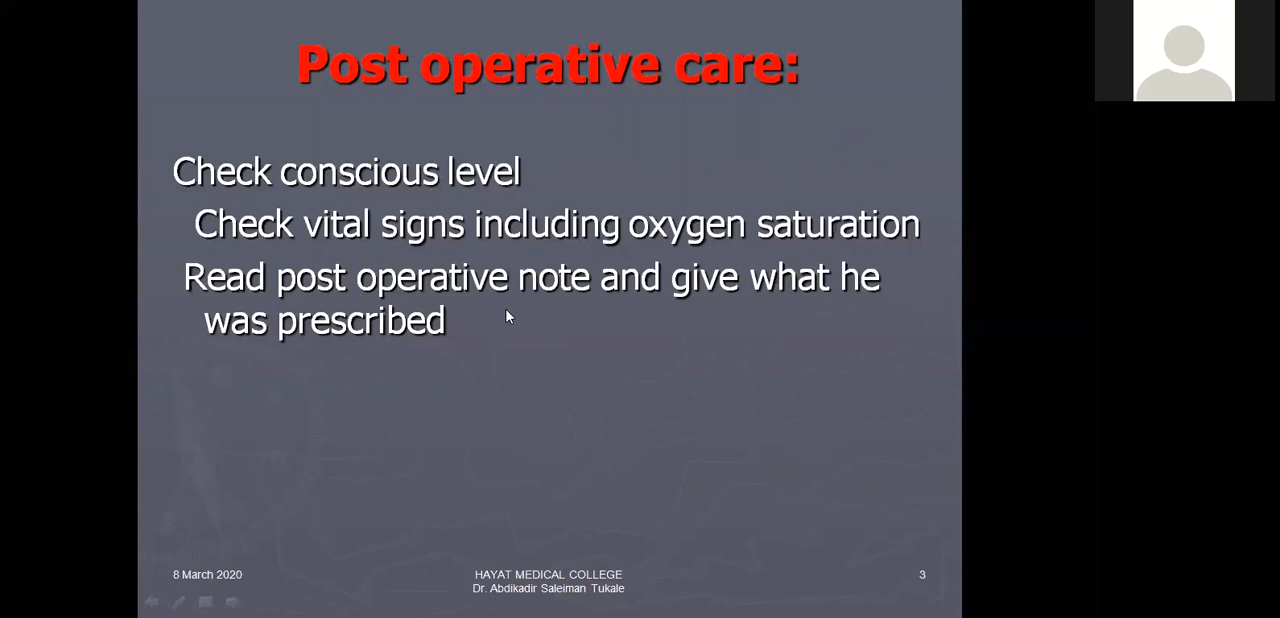 Post operative care:
Check conscious level
Check vital signs including oxygen saturation
Read post operative note and give what he
was prescribed
8 March 2020
HAYAT MEDICAL COLLEGE
Dr. Abdikadir Saleiman Tukale
3